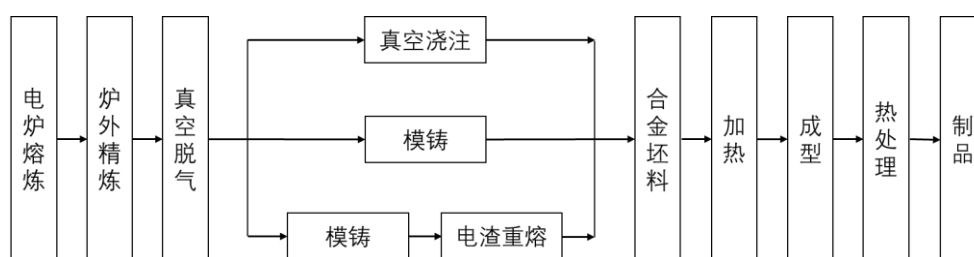 电炉熔炼
炉外精炼
真空脱气
真空浇注
模铸
模铸
电渣重熔
合金坯料
加热
成型
热处理
制品